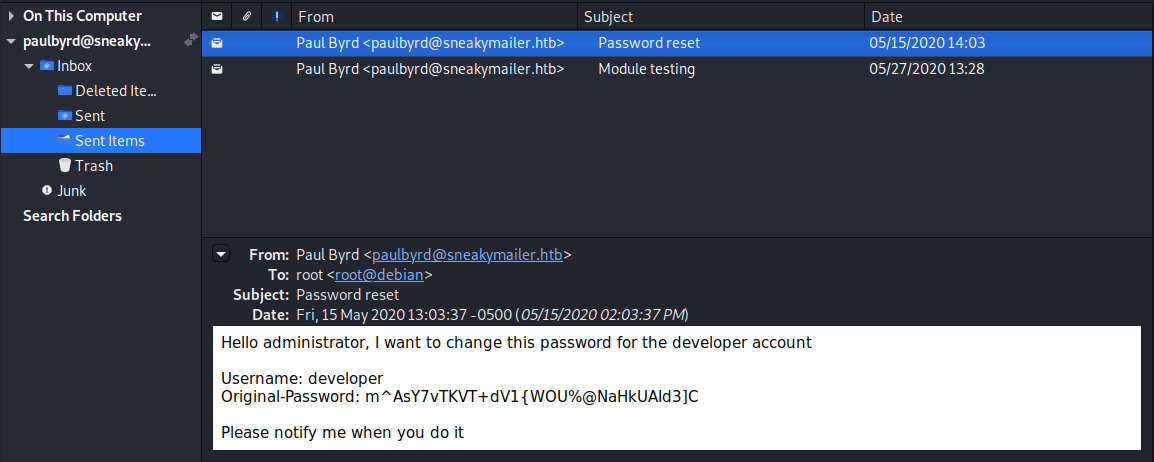 On This Computer
paulbyrd@sneaky...
Inbox
Deleted Ite...
Sent
Sent Items
Trash
Junk
Search Folders
From Subject Date
Paul Byrd <paulbyrd@sneakymailer.htb> Password reset 05/15/2020 14:03
Paul Byrd <paulbyrd@sneakymailer.htb> Module testing 05/27/2020 13:28
From: Paul Byrd <paulbyrd@sneakymailer.htb>
To: root <root@debian>
Subject: Password reset
Date: Fri, 15 May 2020 13:03:37 -0500 (05/15/2020 02:03:37 PM)
Hello administrator, I want to change this password for the developer account
Username: developer
Original-Password: m^AsY7vTKVT+dV1{WOU%@NaHkUAId3]C
Please notify me when you do it